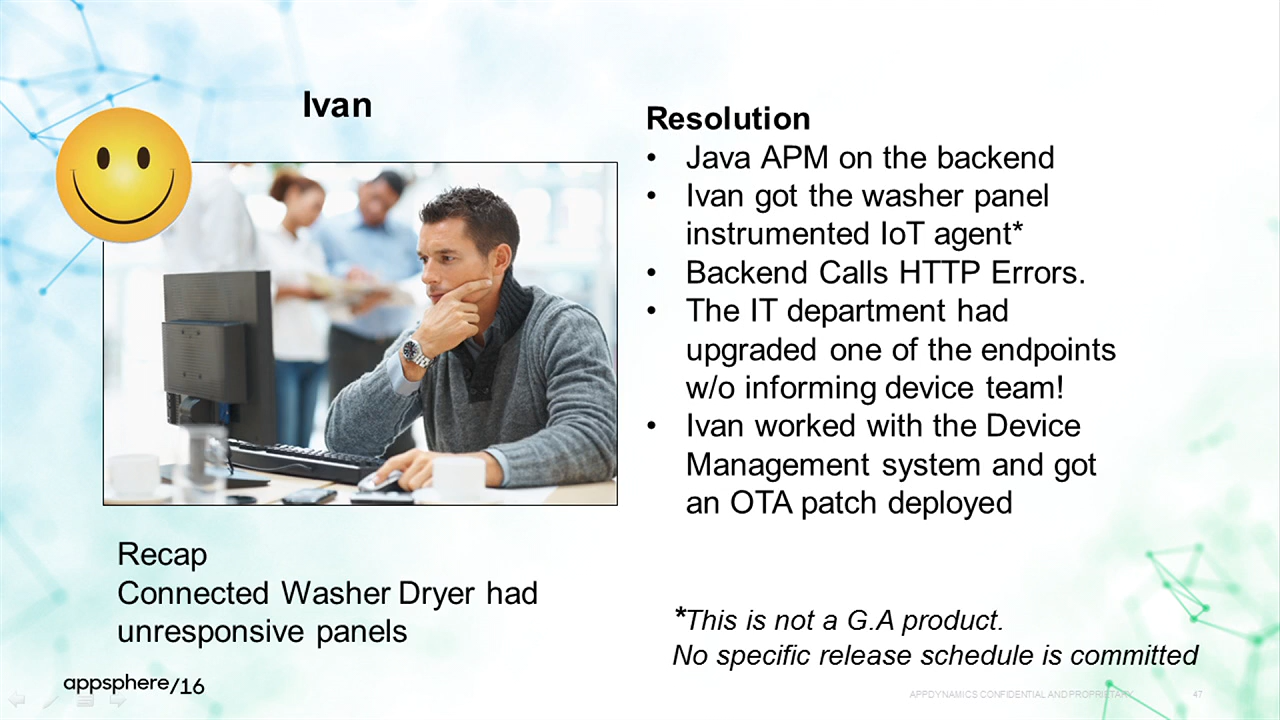 Ivan
Resolution
• Java APM on the backend
• Ivan got the washer panel
instrumented IoT agent*
• Backend Calls HTTP Errors.
• The IT department had
upgraded one of the endpoints
w/o informing device team!
• Ivan worked with the Device
Management system and got
an OTA patch deployed
Recap
Connected Washer Dryer had
unresponsive panels
*This is not a G.A product.
No specific release schedule is committed
appsphere/16
APPDYNAMICS CONFIDENTIAL AND PROPRIETARY
47